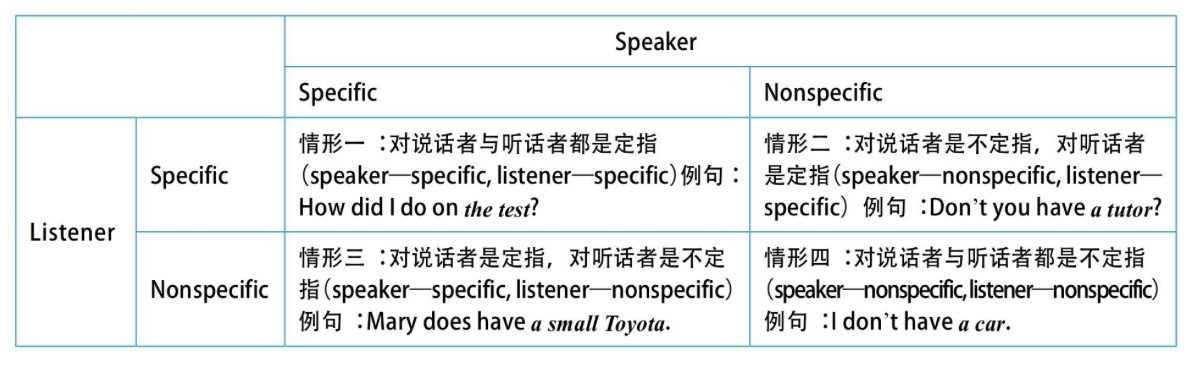 Speaker
Specific
Nonspecific
Listener
Specific
情形一 ：对说话者与听话者都是定指
（speaker—specific, listener—specific）例句 ：
How did I do on the test?
情形二 ：对说话者是不定指，对听话者
是定指（speaker—nonspecific, listener—
specific） 例句 ：Don’t you have a tutor?
Nonspecific
情形三 ：对说话者是定指，对听话者是不定
指（speaker—specific, listener—nonspecific）
例句 ：Mary does have a small Toyota.
情形四 ：对说话者与听话者都是不定指
（speaker—nonspecific, listener—nonspecific）
例句 ：I don’t have a car.